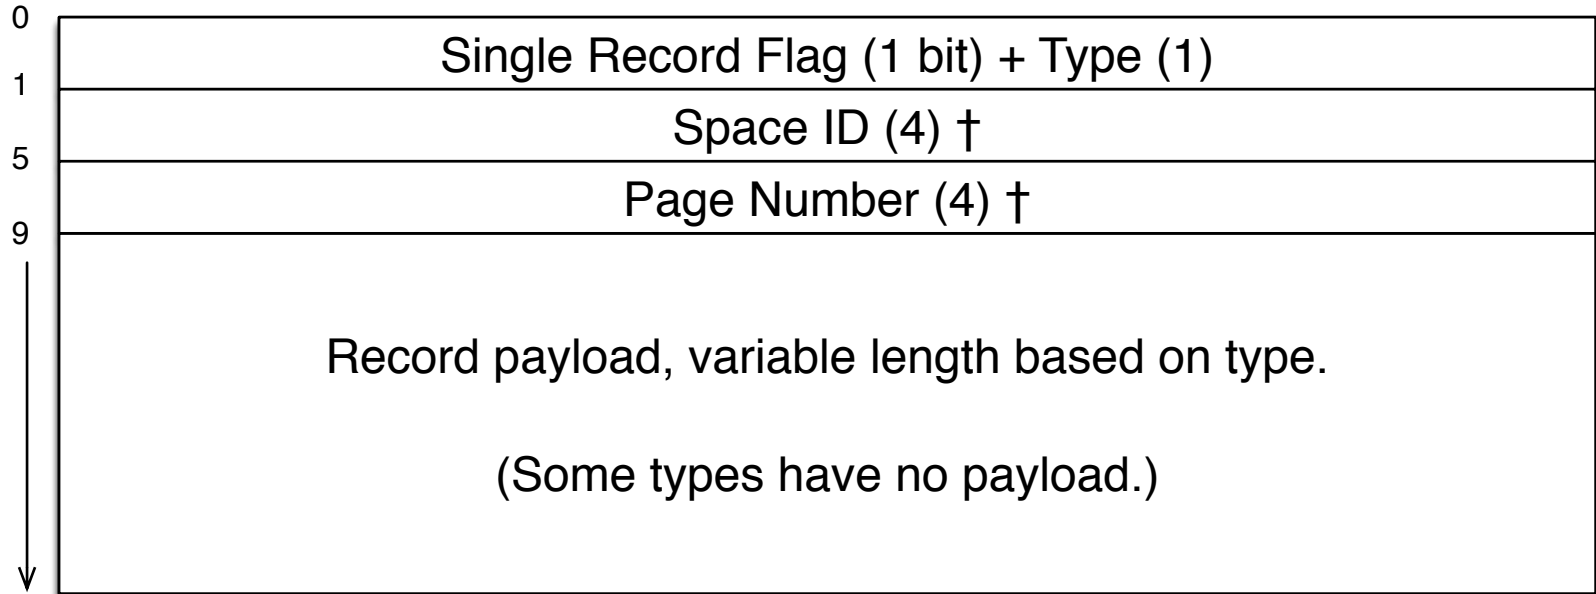 0
Single Record Flag (1 bit) + Type (1)
1
Space ID (4) †
5
Page Number (4) †
9
Record payload, variable length based on type.
(Some types have no payload.)